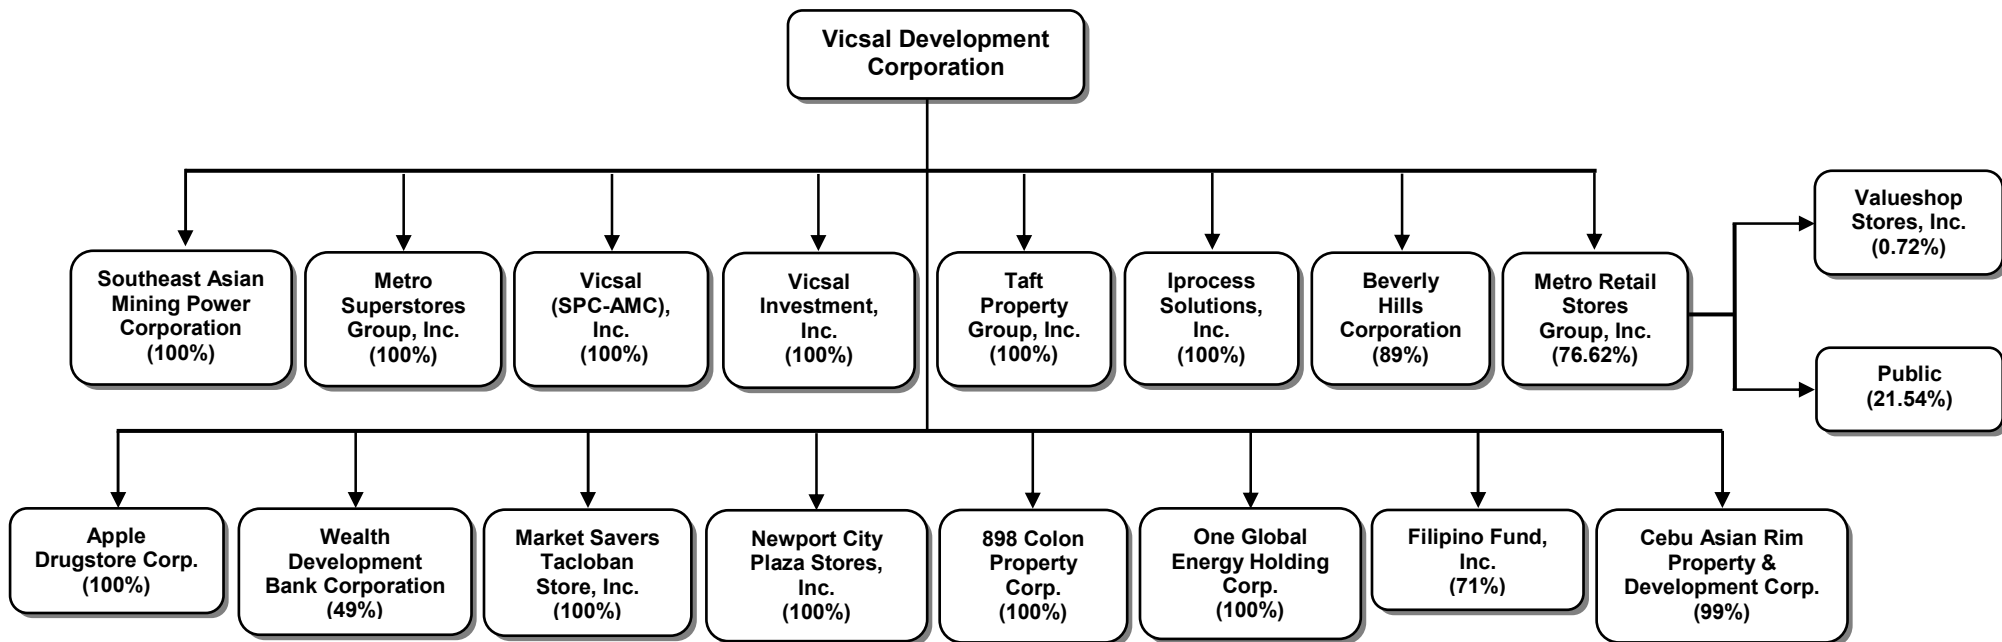 Vicsal Development
Corporation
Southeast Asian
Mining Power
Corporation
(100%)
Metro
Superstores
Group, Inc.
(100%)
Vicsal
(SPC-AMC),
Inc.
(100%)
Vicsal
Investment,
Inc.
(100%)
Taft
Property
Group, Inc.
(100%)
Iprocess
Solutions,
Inc.
(100%)
Beverly
Hills
Corporation
(89%)
Metro Retail
Stores
Group, Inc.
(76.62%)
Valueshop
Stores, Inc.
(0.72%)
Public
(21.54%)
Apple
Drugstore Corp.
(100%)
Wealth
Development
Bank Corporation
(49%)
Market Savers
Tacloban
Store, Inc.
(100%)
Newport City
Plaza Stores,
Inc.
(100%)
898 Colon
Property
Corp.
(100%)
One Global
Energy Holding
Corp.
(100%)
Filipino Fund,
Inc.
(71%)
Cebu Asian Rim
Property &
Development Corp.
(99%)